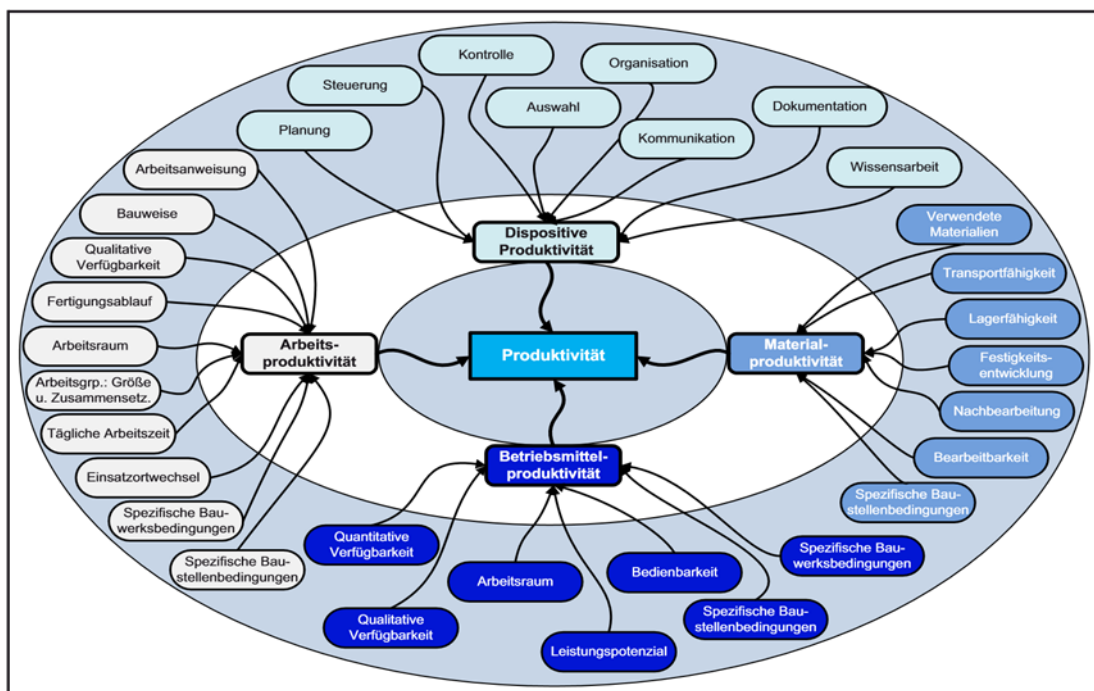 Kontrolle
Organisation
Steuerung
Auswahl
Dokumentation
Planung
Kommunikation
Arbeitsanweisung
Wissensarbeit
Bauweise
Verwendete
Materialien
Dispositive
Produktivität
Qualitative
Verfügbarkeit
Transportfähigkeit
Fertigungsablauf
Lagerfähigkeit
Arbeitsraum
Arbeits-
produktivität
Produktivität
Material-
produktivität
Festigkeits-
entwicklung
Arbeitsgrp.: Größe
u. Zusammensetz.
Nachbearbeitung
Tägliche Arbeitszeit
Betriebsmittel-
produktivität
Bearbeitbarkeit
Einsatzortwechsel
Spezifische Bau-
stellenbedingungen
Spezifische Bau-
werksbedingungen
Quantitative
Verfügbarkeit
Spezifische Bau-
werksbedingungen
Spezifische Bau-
stellenbedingungen
Arbeitsraum
Bedienbarkeit
Qualitative
Verfügbarkeit
Spezifische Bau-
stellenbedingungen
Leistungspotenzial